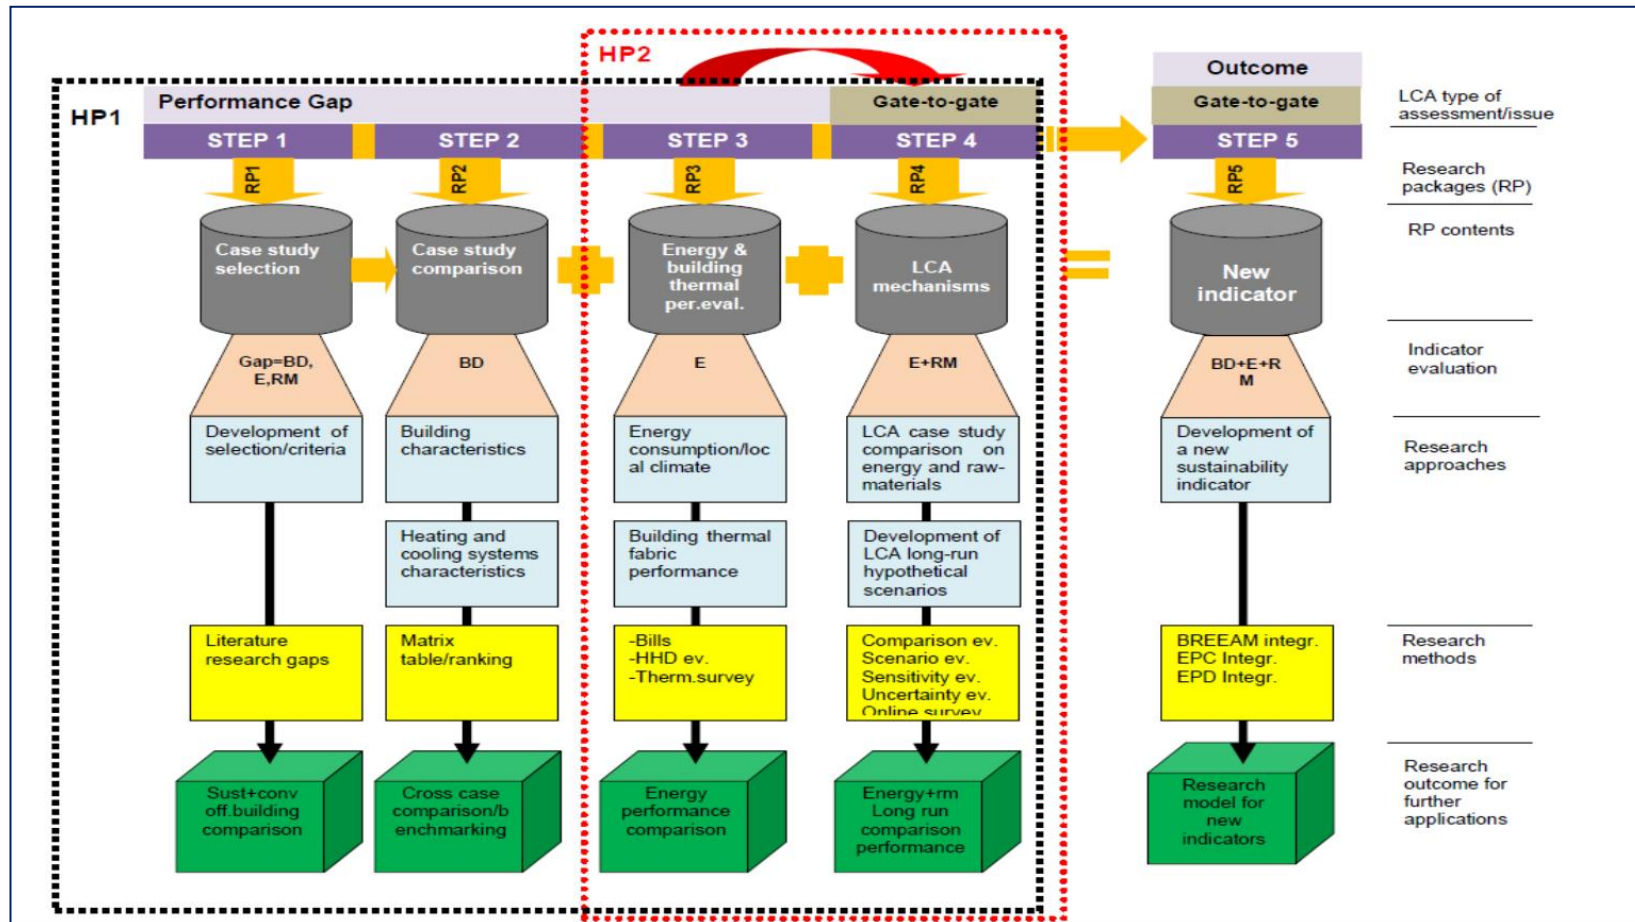 HP2
HP1
Performance Gap
Gate-to-gate
Outcome
Gate-to-gate
LCA type of
assessment/issue
STEP 1
STEP 2
STEP 3
STEP 4
STEP 5
RP1
RP2
RP3
RP4
RP5
Research
packages (RP)
Case study
selection
Case study
comparison
Energy &
building
thermal
per.eval.
LCA
mechanisms
New
indicator
RP contents
Gap=BD,
E,RM
BD
E
E+RM
BD+E+R
M
Indicator
evaluation
Development of
selection/criteria
Building
characteristics
Energy
consumption/loc
al climate
LCA case study
comparison on
energy and raw-
materials
Development of
a new
sustainability
indicator
Research
approaches
Heating and
cooling systems
characteristics
Building thermal
fabric
performance
Development of
LCA long-run
hypothetical
scenarios
Literature
research gaps
Matrix
table/ranking
-Bills
-HHD ev.
-Therm.survey
Comparison ev.
Scenario ev.
Sensitivity ev.
Uncertainty ev.
Online survey
BREEAM integr.
EPC Integr.
EPD Integr.
Research
methods
Sust+conv
off.building
comparison
Cross case
comparison/b
enchmarking
Energy
performance
comparison
Energy+rm
Long run
comparison
performance
Research
model for
new
indicators
Research
outcome for
further
applications